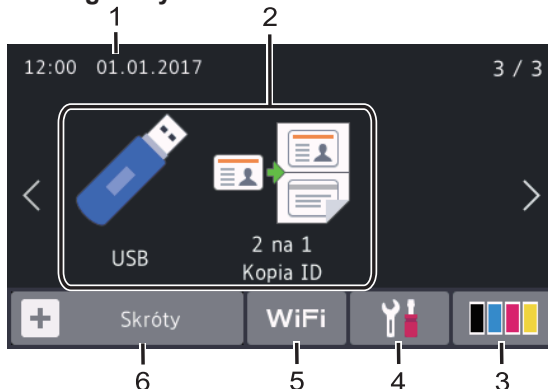 1 2
12:00 01.01.2017 3 / 3
USB
2 na 1
Kopia ID
Skróty WiFi
6 5 4 3